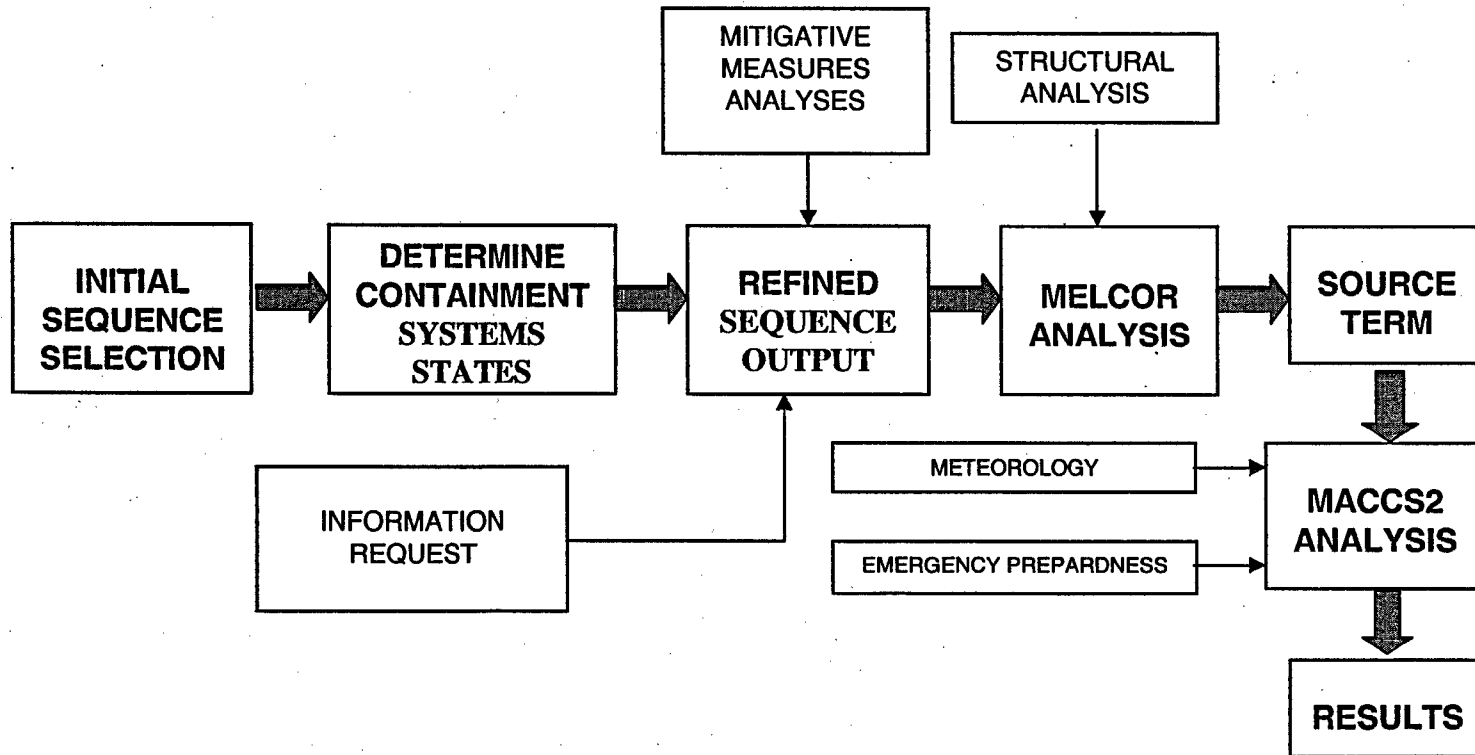 MITIGATIVE
MEASURES
ANALYSES
STRUCTURAL
ANALYSIS
INITIAL
SEQUENCE
SELECTION
DETERMINE
CONTAINMENT
SYSTEMS
STATES
REFINED
SEQUENCE
OUTPUT
MELCOR
ANALYSIS
SOURCE
TERM
INFORMATION
REQUEST
METEOROLOGY
EMERGENCY PREPARDNESS
MACCS2
ANALYSIS
RESULTS